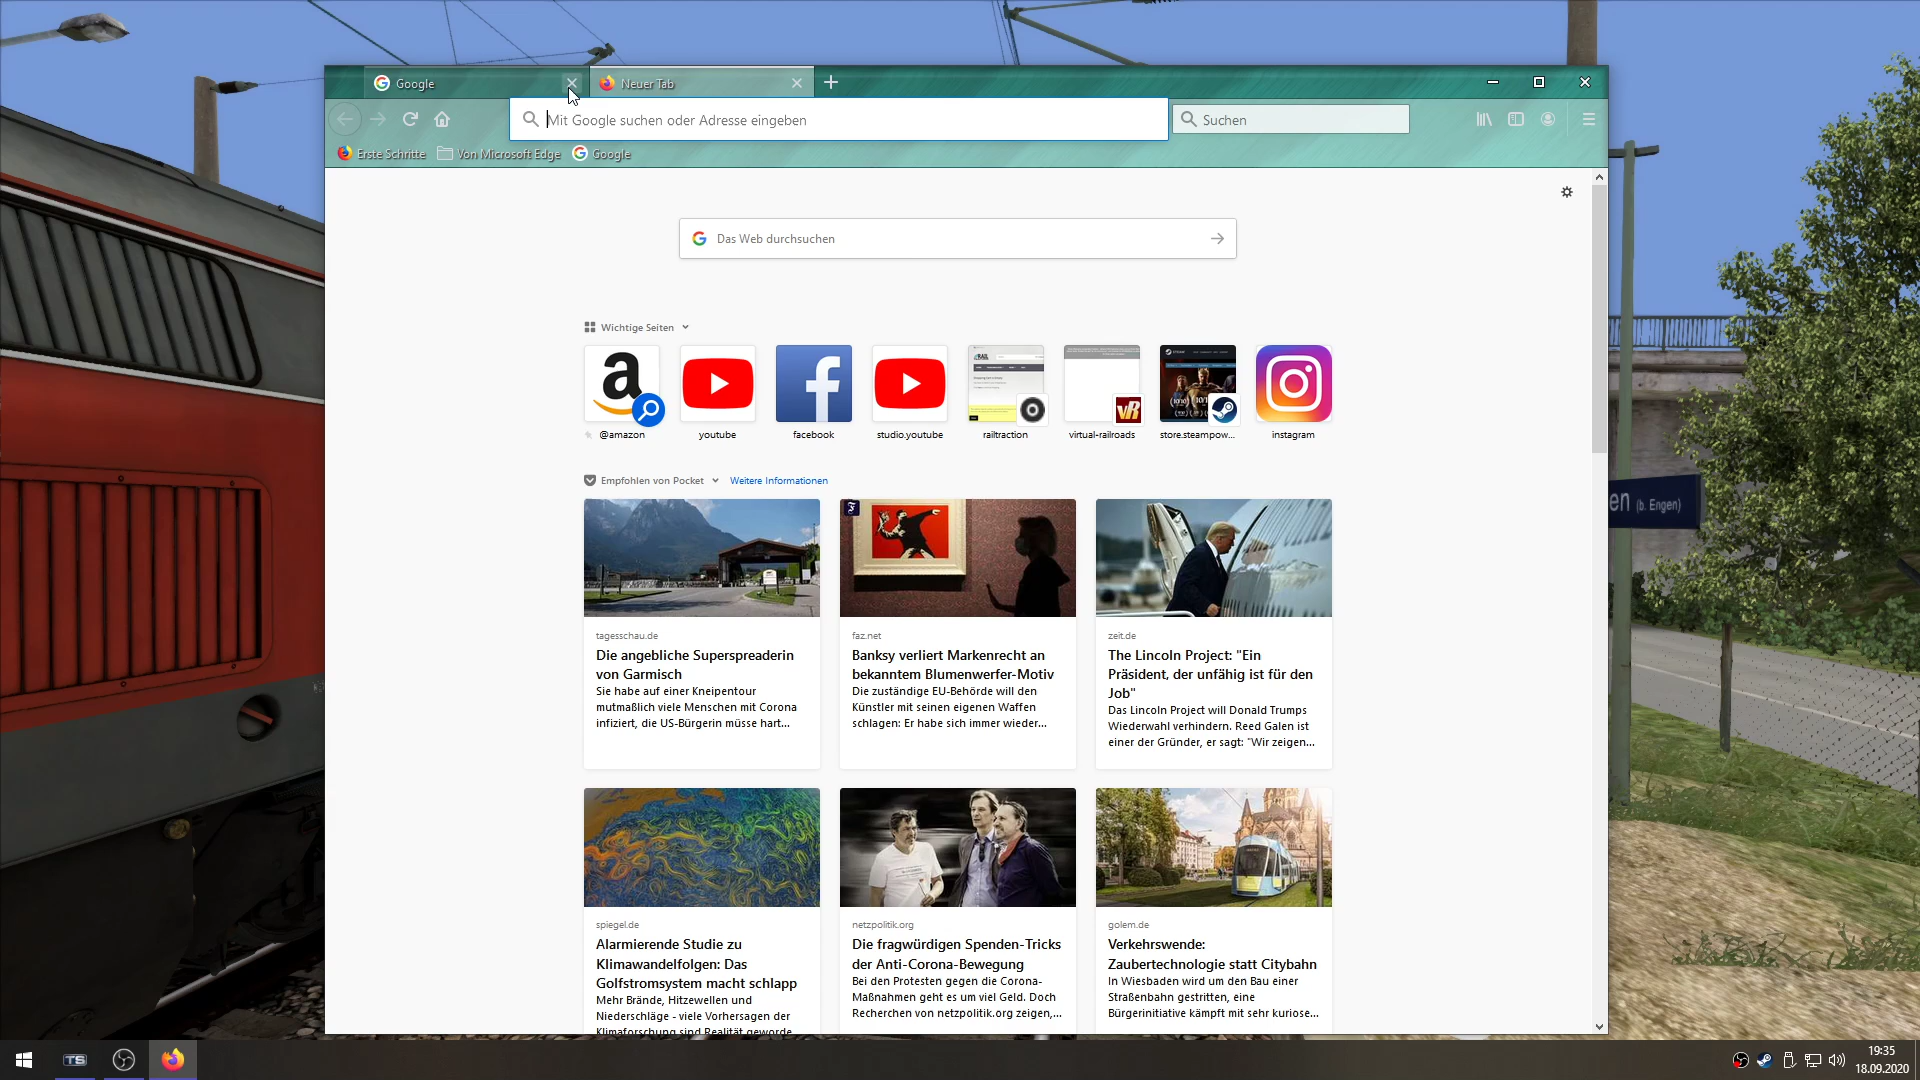 Google
Neuer Tab
Mit Google suchen oder Adresse eingeben
Suchen
Erste Schritte
Von Microsoft Edge
Google
Das Web durchsuchen
Wichtige Seiten
@amazon
youtube
facebook
studio.youtube
railtraction
virtual-railroads
store.steampow...
instagram
Empfohlen von Pocket
Weitere Informationen
tagesschau.de
Die angebliche Superspreaderin
von Garmisch
Sie habe auf einer Kneipentour
mutmaßlich viele Menschen mit Corona
infiziert, die US-Bürgerin müsse hart...
faz.net
Banksy verliert Markenrecht an
bekanntem Blumenwerfer-Motiv
Die zuständige EU-Behörde will den
Künstler mit seinen eigenen Waffen
schlagen: Er habe sich immer wieder...
zeit.de
The Lincoln Project: "Ein
Präsident, der unfähig ist für den
Job"
Das Lincoln Project will Donald Trumps
Wiederwahl verhindern. Reed Galen ist
einer der Gründer, er sagt: "Wir zeigen...
spiegel.de
Alarmierende Studie zu
Klimawandelfolgen: Das
Golfstromsystem macht schlapp
Mehr Brände, Hitzewellen und
Niederschläge - viele Vorhersagen der
Klimaforschung sind Realität geworde
netzpolitik.org
Die fragwürdigen Spenden-Tricks
der Anti-Corona-Bewegung
Bei den Protesten gegen die Corona-
Maßnahmen geht es um viel Geld. Doch
Recherchen von netzpolitik.org zeigen,...
golem.de
Verkehrswende:
Zaubertechnologie statt Citybahn
In Wiesbaden wird um den Bau einer
Straßenbahn gestritten, eine
Bürgerinitiative kämpft mit sehr kuriose...
en (b. Engen)
TS
19:35
18.09.2020